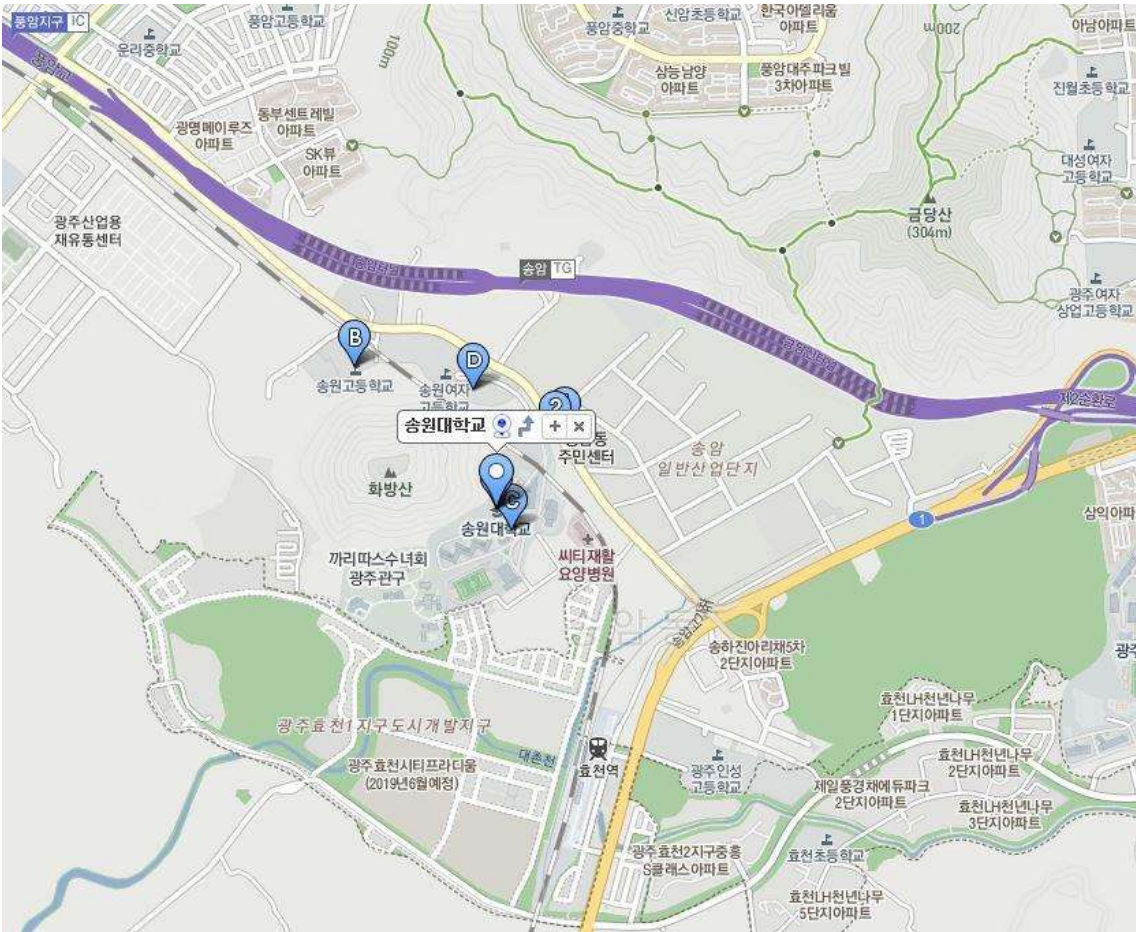 풍암지구 IC
풍암고등학교
운리중학교
풍암교
100m
풍암중학교
신암초등학교
한국아델리움
아파트
200m
아남아파트
삼능남양
아파트
풍암대주파크빌
3차아파트
진월초등학교
동부센트레빌
아파트
광명메이루즈
아파트
SK뷰
아파트
대성여자
고등학교
광주산업용
재유통센터
금당산
(304m)
송암 TG
광주여자
상업고등학교
B
송원고등학교
D
송원여자
고등학교
2
제2순환로
송원대학교
주민센터
송암
일반산업단지
화방산
C
송원대학교
1
삼익아파
까리따스수녀회
광주관구
씨티재활
요양병원
송하진아리채5차
2단지아파트
광주
효천LH천년나무
1단지아파트
광주효천1지구도시개발지구
대촌천
효천역
광주효천시티프라디움
(2019년6월예정)
광주인성
고등학교
효천LH천년나무
2단지아파트
제일풍경채에듀파크
2단지아파트
효천LH천년나무
3단지아파트
광주효천2지구중흥
S클래스아파트
효천초등학교
효천LH천년나무
5단지아파트